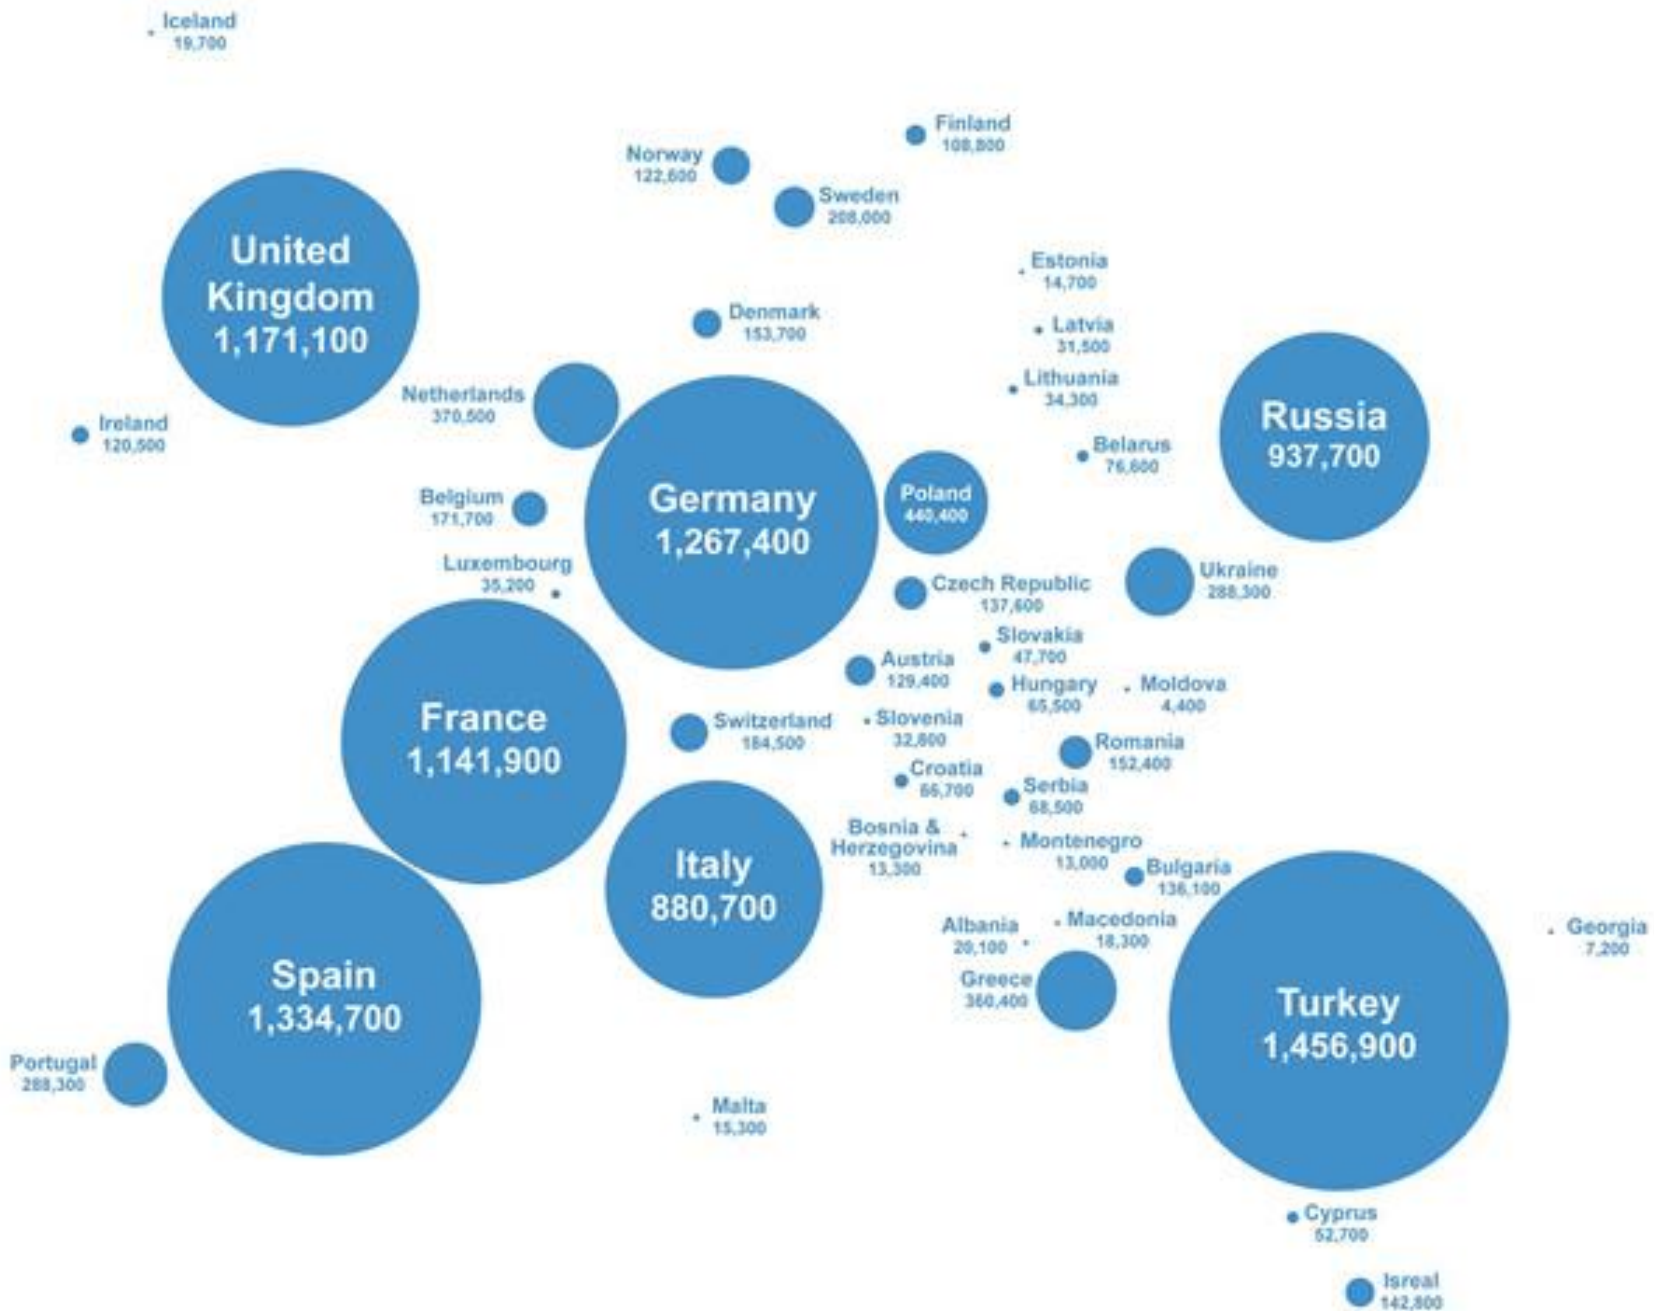 Iceland
19,700
Finland
108,800
Norway
122,600
Sweden
208,000
United
Kingdom
1,171,100
Estonia
14,700
Denmark
153,700
Latvia
31,500
Netherlands
370,500
Lithuania
34,300
Russia
937,700
Ireland
120,500
Belarus
76,600
Belgium
171,700
Germany
1,267,400
Poland
440,400
Luxembourg
35,200
Czech Republic
137,600
Ukraine
288,300
Slovakia
47,700
Austria
129,400
Hungary
65,500
Moldova
4,400
France
1,141,900
Switzerland
184,500
Slovenia
32,800
Romania
152,400
Croatia
66,700
Serbia
68,500
Bosnia &
Herzegovina
13,300
Montenegro
13,000
Italy
880,700
Bulgaria
136,100
Albania
20,100
Macedonia
18,300
Georgia
7,200
Greece
360,400
Spain
1,334,700
Turkey
1,456,900
Portugal
288,300
Malta
15,300
Cyprus
52,700
Isreal
142,800